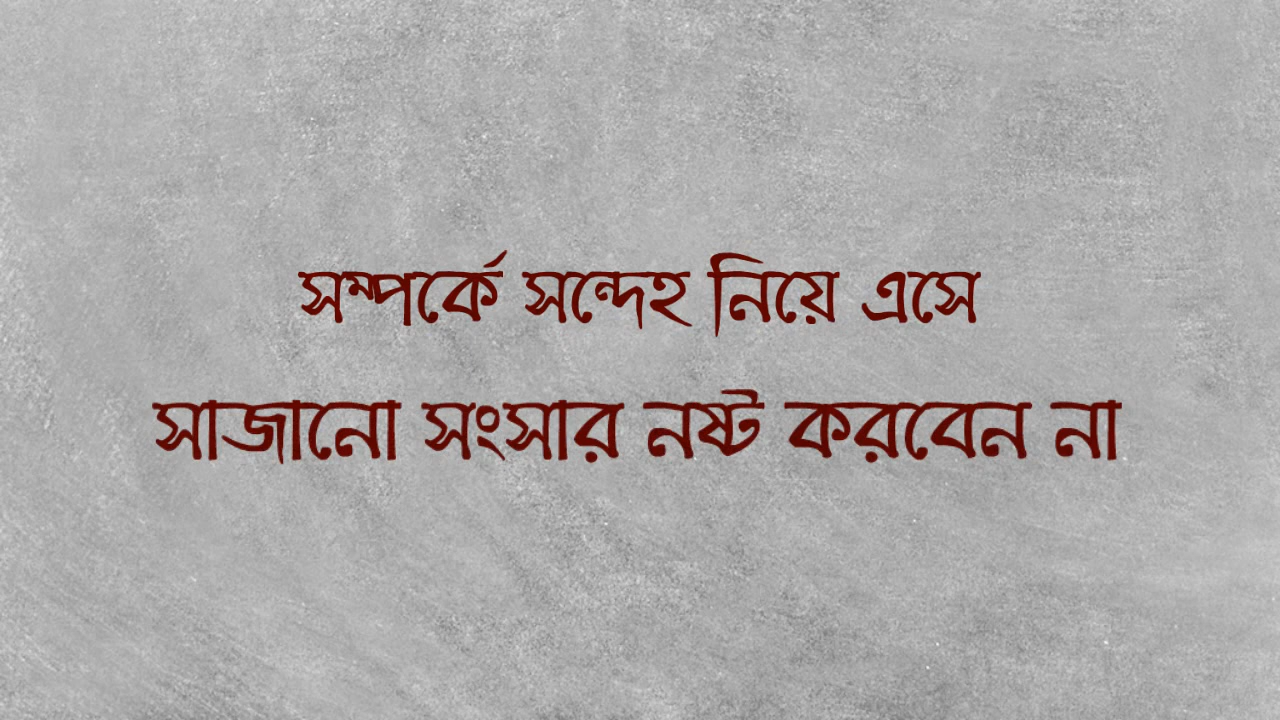 সম্পর্কে সন্দেহ নিয়ে এসে
সাজানো সংসার নষ্ট করবেন না